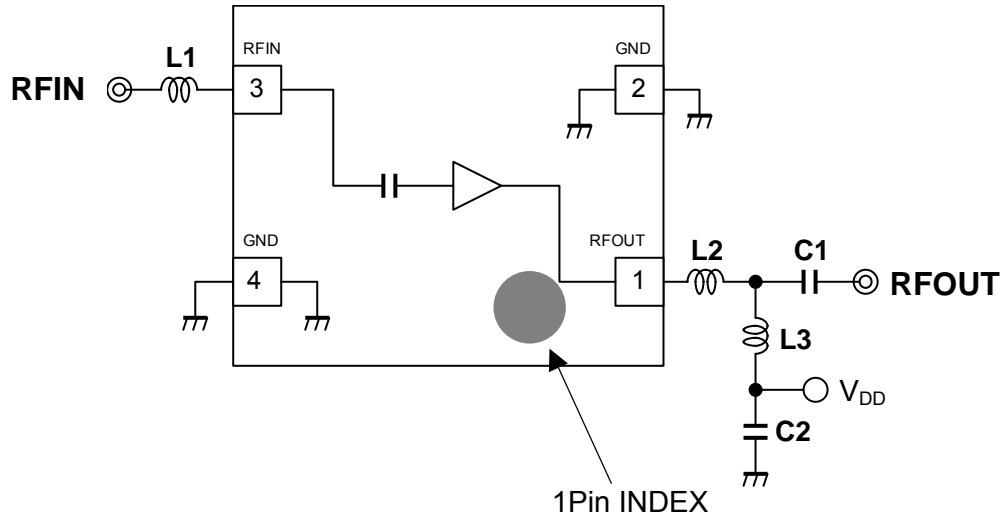 L1
RFIN
RFIN
3
GND
2
GND
4
RFOUT
1
L2
C1
RFOUT
L3
VDD
C2
1Pin INDEX